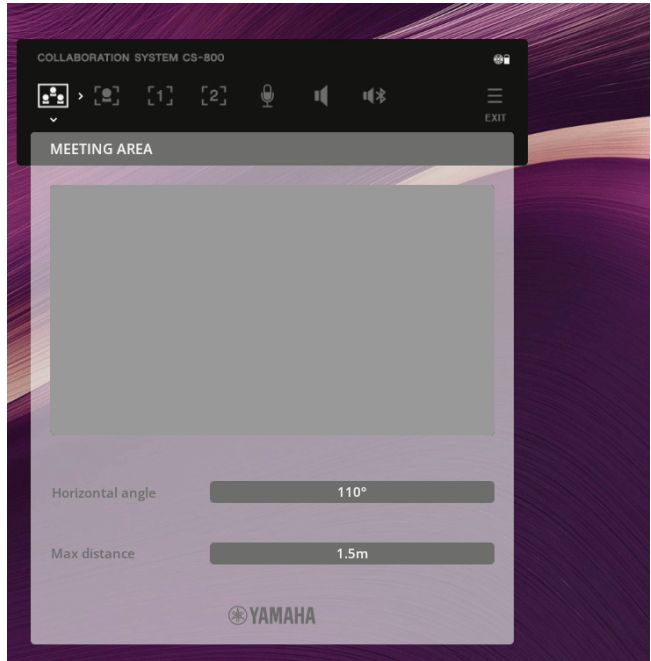 COLLABORATION SYSTEM CS-800
[1] [2]
EXIT
MEETING AREA
Horizontal angle 110°
Max distance 1.5m
YAMAHA